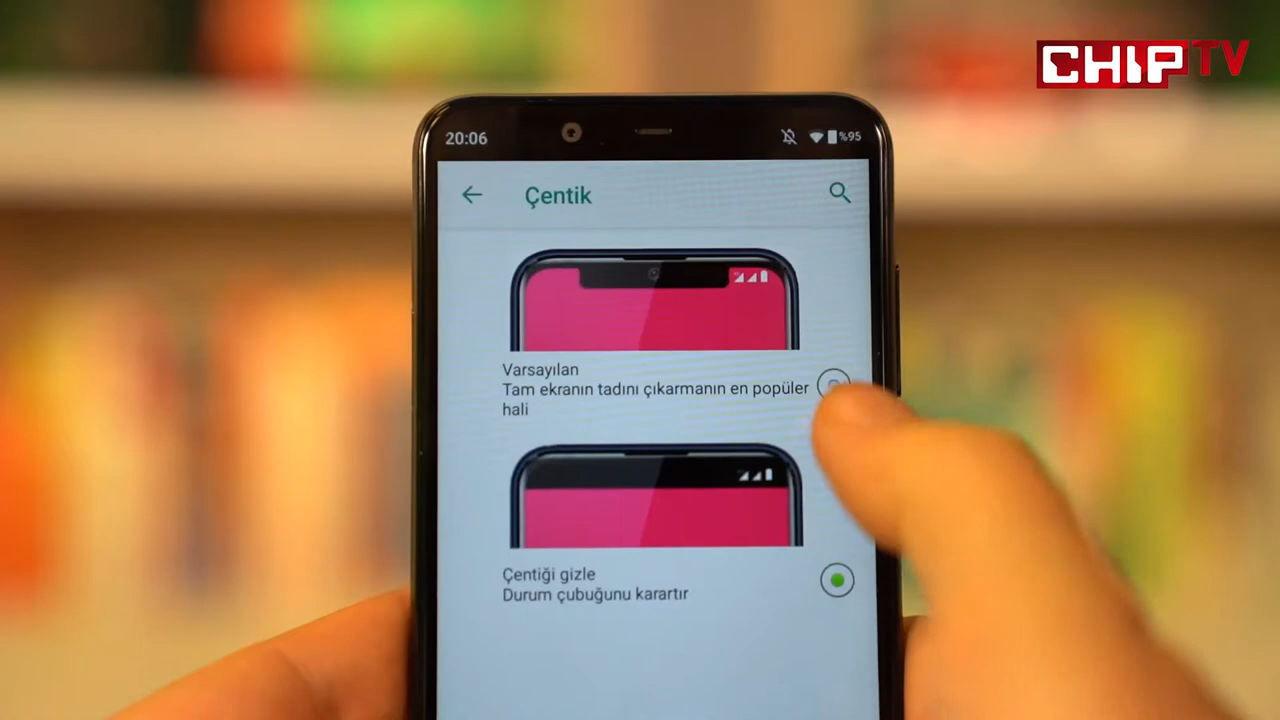 CHIP TV
20:06
%95
Çentik
Varsayılan
Tam ekranın tadını çıkarmanın en popüler
hali
Çentiği gizle
Durum çubuğunu karartır